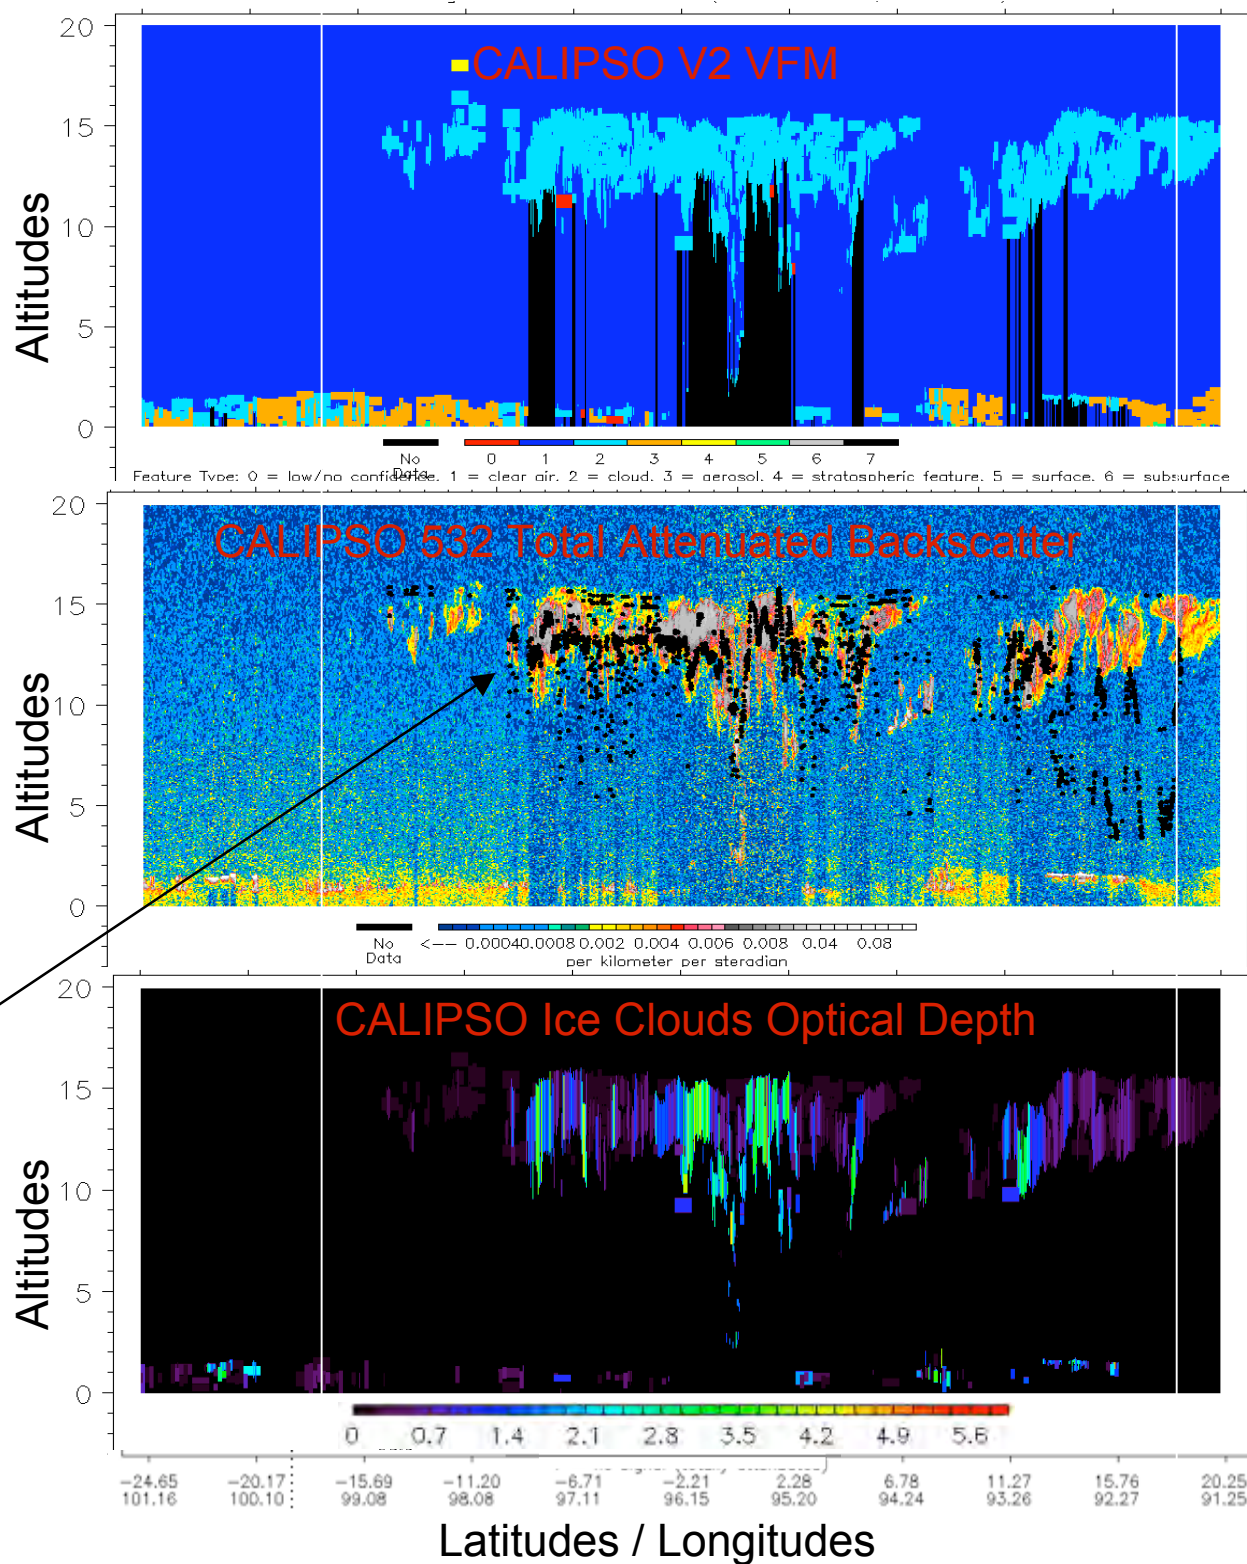 20
CALIPSO V2 VFM
15
10
5
0
Altitudes
No Data
0 1 2 3 4 5 6 7
Feature Type: 0 = low/no confidence. 1 = clear air. 2 = cloud. 3 = aerosol. 4 = stratospheric feature. 5 = surface. 6 = subsurface
20
CALIPSO 532 Total Attenuated Backscatter
15
10
5
0
Altitudes
No Data
<-- 0.0004 0.0008 0.002 0.004 0.006 0.008 0.04 0.08
per kilometer per steradian
20
CALIPSO Ice Clouds Optical Depth
15
10
5
0
Altitudes
0 0.7 1.4 2.1 2.8 3.5 4.2 4.9 5.6
-24.65 -20.17 -15.69 -11.20 -6.71 -2.21 2.28 6.78 11.27 15.76 20.25
101.16 100.10 99.08 98.08 97.11 96.15 95.20 94.24 93.26 92.27 91.25
Latitudes / Longitudes